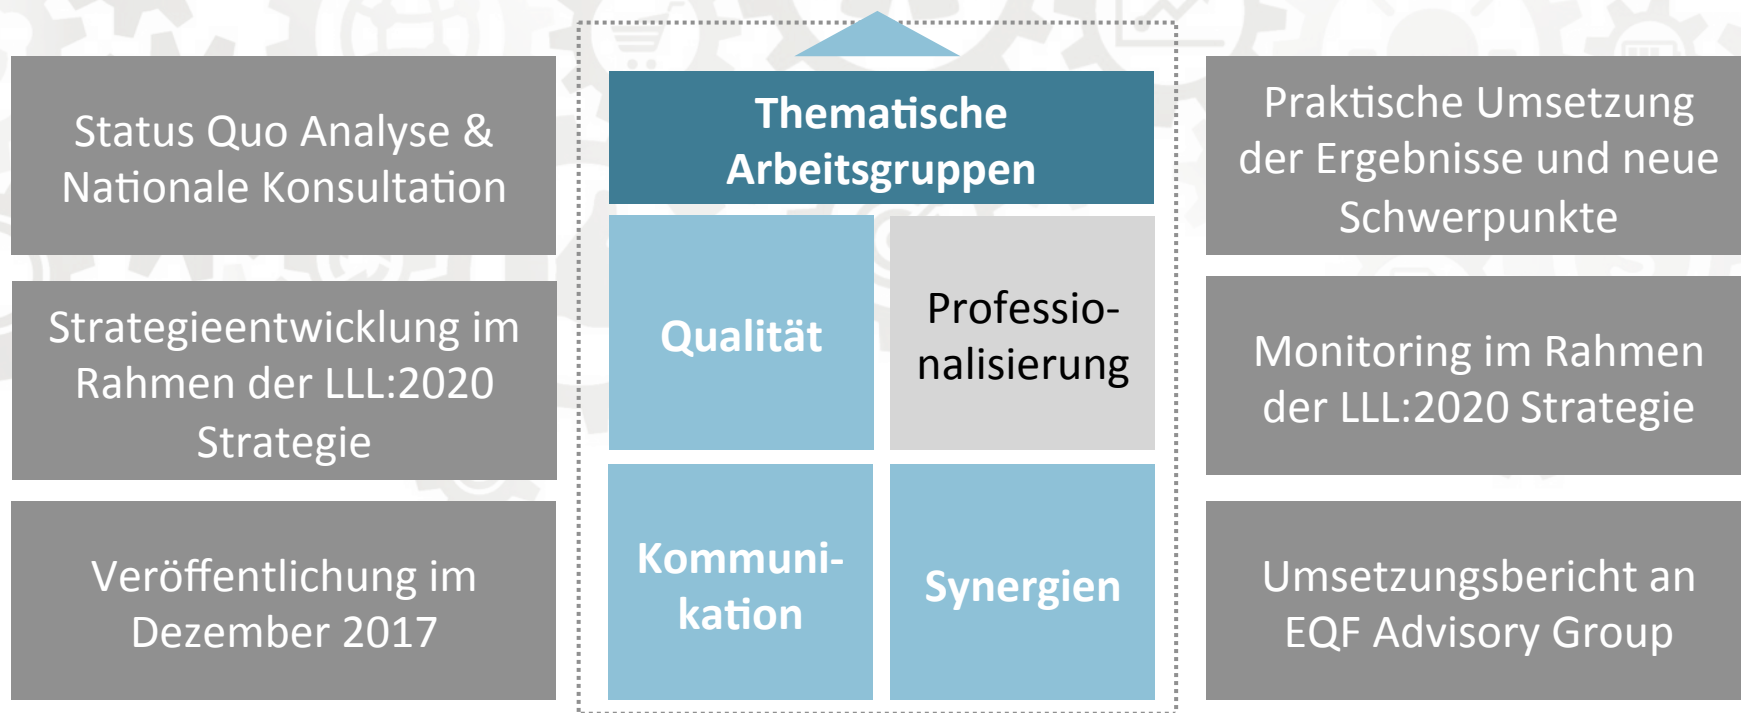 Status Quo Analyse &
Nationale Konsultation
Strategieentwicklung im
Rahmen der LLL:2020
Strategie
Veröffentlichung im
Dezember 2017
Thematische
Arbeitsgruppen
Qualität
Professio-
nalisierung
Kommuni-
kation
Synergien
Praktische Umsetzung
der Ergebnisse und neue
Schwerpunkte
Monitoring im Rahmen
der LLL:2020 Strategie
Umsetzungsbericht an
EQF Advisory Group